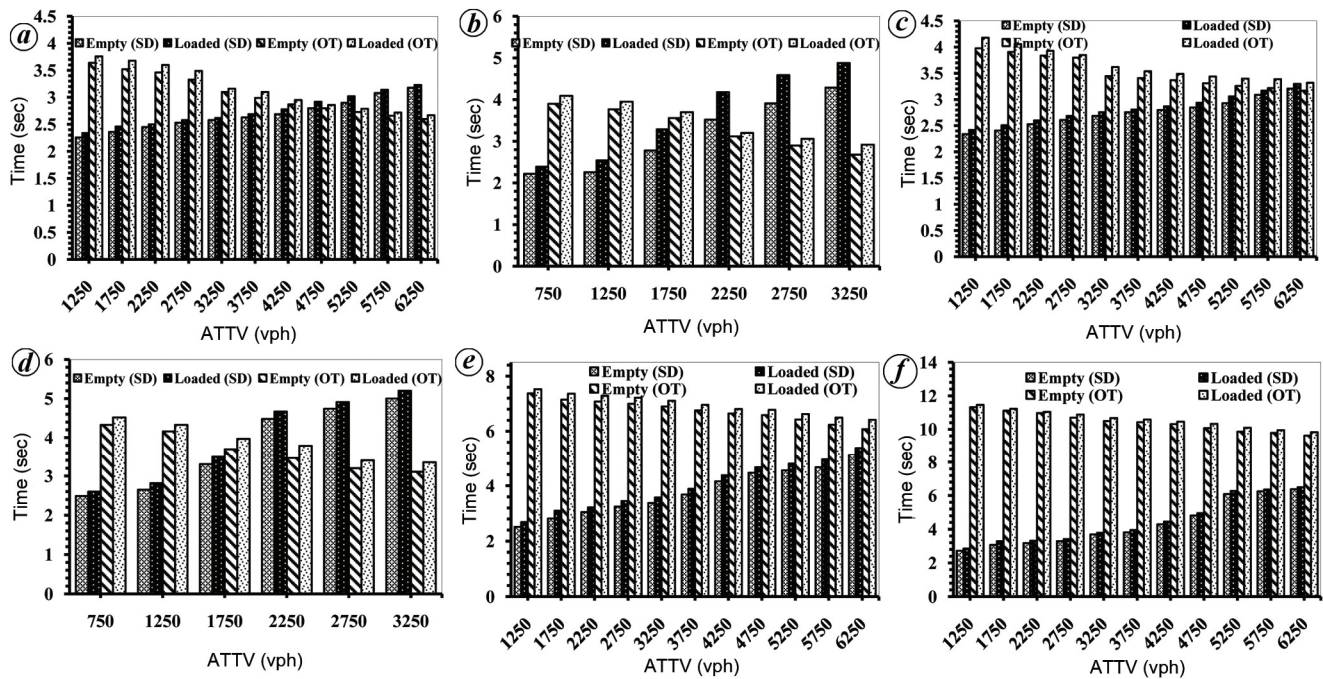 a
Empty (SD) Loaded (SD) Empty (OT) Loaded (OT)
4.5
4
3.5
3
2.5
2
1.5
1
0.5
0
Time (sec)
1250 1750 2250 2750 3250 3750 4250 4750 5250 5750 6250
ATTV (vph)
b
Empty (SD) Loaded (SD) Empty (OT) Loaded (OT)
6
5
4
3
2
1
0
Time (sec)
750 1250 1750 2250 2750 3250
ATTV (vph)
c
Empty (SD) Loaded (SD)
Empty (OT) Loaded (OT)
4.5
4
3.5
3
2.5
2
1.5
1
0.5
0
Time (sec)
1250 1750 2250 2750 3250 3750 4250 4750 5250 5750 6250
ATTV (vph)
d
Empty (SD) Loaded (SD) Empty (OT) Loaded (OT)
6
5
4
3
2
1
0
Time (sec)
750 1250 1750 2250 2750 3250
ATTV (vph)
e
Empty (SD) Loaded (SD)
Empty (OT) Loaded (OT)
8
6
4
2
0
Time (sec)
1250 1750 2250 2750 3250 3750 4250 4750 5250 5750 6250
ATTV (vph)
f
Empty (SD) Loaded (SD)
Empty (OT) Loaded (OT)
14
12
10
8
6
4
2
0
Time (sec)
1250 1750 2250 2750 3250 3750 4250 4750 5250 5750 6250
ATTV (vph)